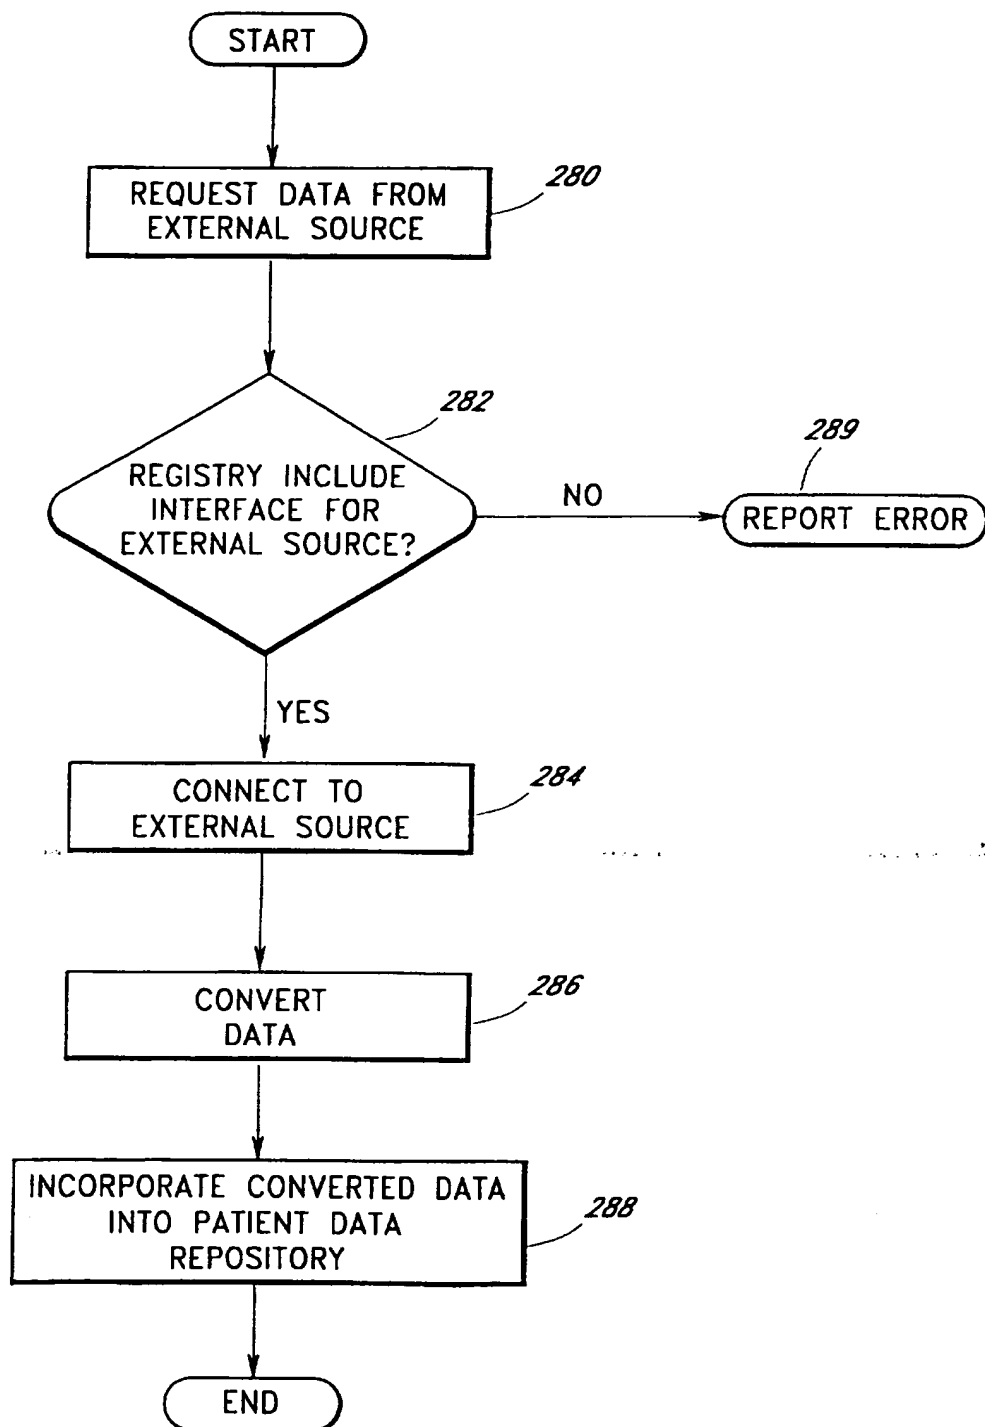 START
REQUEST DATA FROM
EXTERNAL SOURCE
280
282
REGISTRY INCLUDE
INTERFACE FOR
EXTERNAL SOURCE?
NO
289
REPORT ERROR
YES
CONNECT TO
EXTERNAL SOURCE
284
CONVERT
DATA
286
INCORPORATE CONVERTED DATA
INTO PATIENT DATA
REPOSITORY
288
END